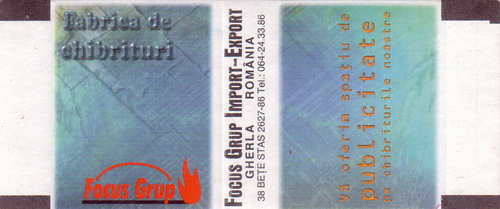 Fabrica de
chibrituri
Focus Grup
FOCUS GRUP IMPORT-EXPORT
GHERLA ROMÂNIA
38 BEŢE STAS 2627-86 Tel.: 064-24.33.86
Vă oferim spaţiu de
publicitate
pe chibriturile noastre